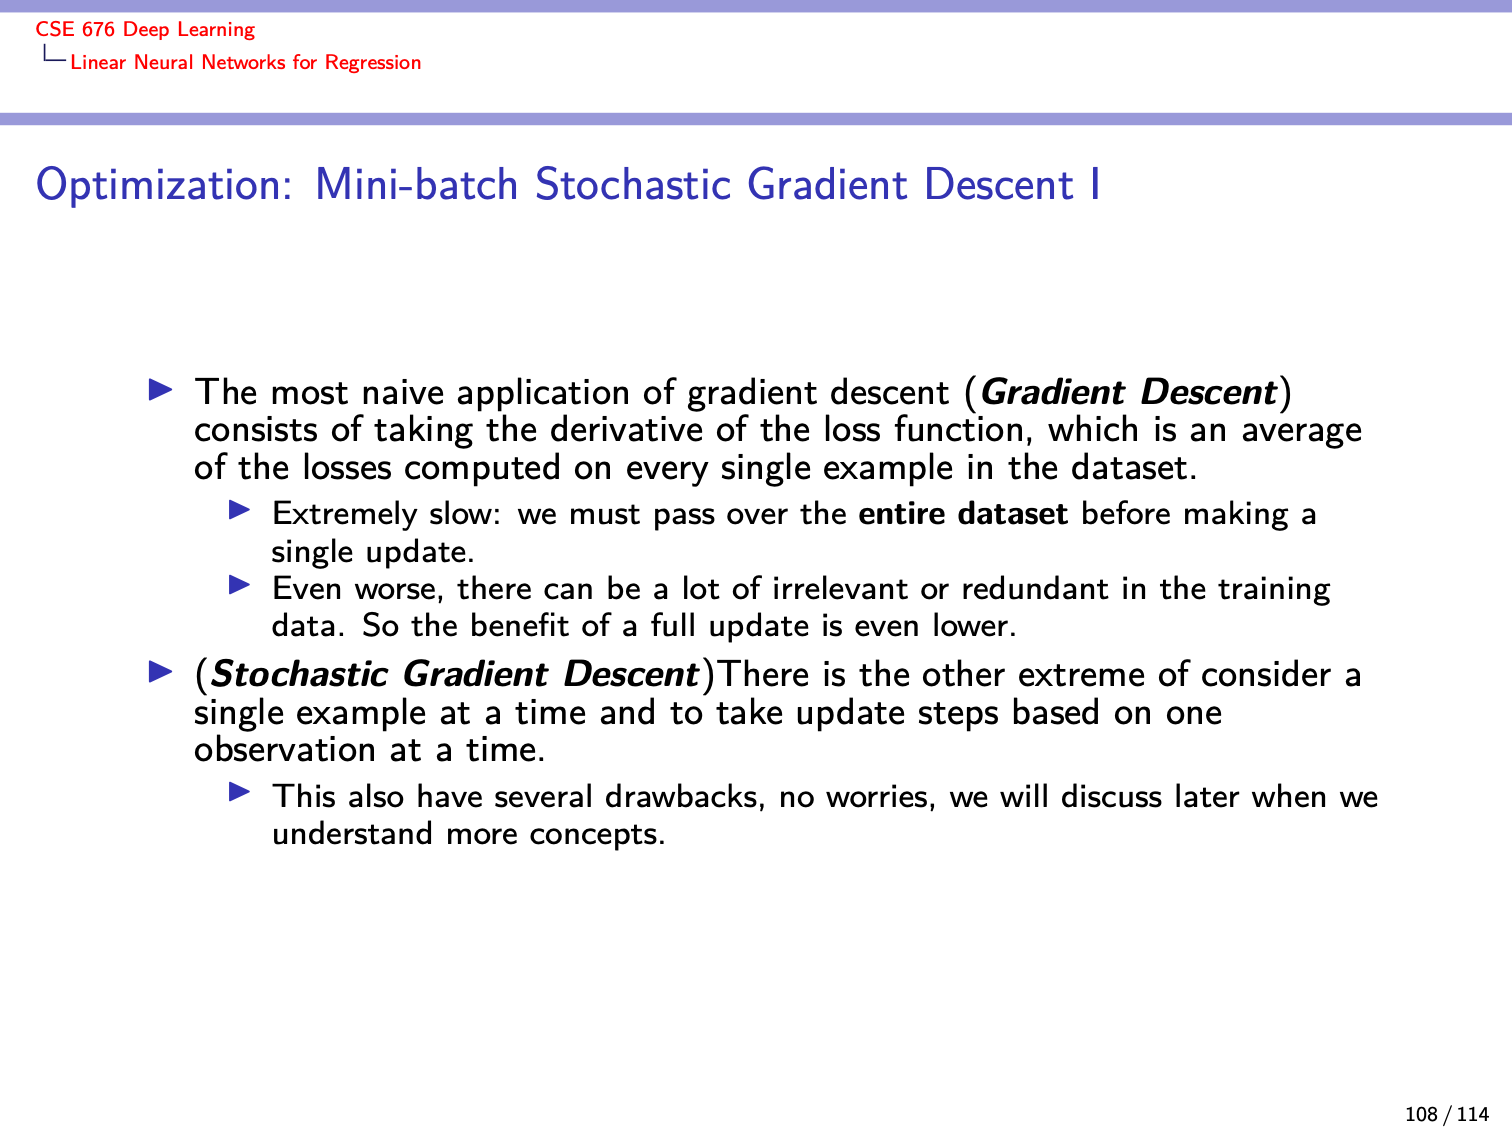 CSE 676 Deep Learning
Linear Neural Networks for Regression
Optimization: Mini-batch Stochastic Gradient Descent I
The most naive application of gradient descent (Gradient Descent)
consists of taking the derivative of the loss function, which is an average
of the losses computed on every single example in the dataset.
Extremely slow: we must pass over the entire dataset before making a
single update.
Even worse, there can be a lot of irrelevant or redundant in the training
data. So the benefit of a full update is even lower.
(Stochastic Gradient Descent)There is the other extreme of consider a
single example at a time and to take update steps based on one
observation at a time.
This also have several drawbacks, no worries, we will discuss later when we
understand more concepts.
108 / 114